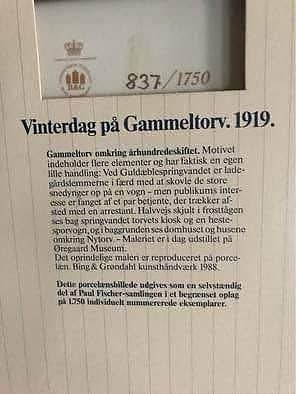 B&G
837/1750
Vinterdag på Gammeltorv. 1919.
Gammeltorv omkring århundredeskiftet. Motivet
indeholder flere elementer og har faktisk en egen
lille handling: Ved Guldæblespringvandet er lade-
gårdslemmerne i færd med at skovle de store
snedynger op på en vogn – men publikums inter-
esse er fanget af et par betjente, der trækker af-
sted med en arrestant. Halvvejs skjult i frosttågen
ses bag springvandet torvets kiosk og en heste-
sporvogn, og i baggrunden ses domhuset og husene
omkring Nytorv. – Maleriet er i dag udstillet på
Øregaard Museum.
Det oprindelige maleri er reproduceret på porce-
læn. Bing & Grøndahl kunsthåndværk 1988.
Dette porcelænsbillede udgives som en selvstændig
del af Paul Fischer-samlingen i et begrænset oplag
på 1.750 individuelt nummererede eksemplarer.